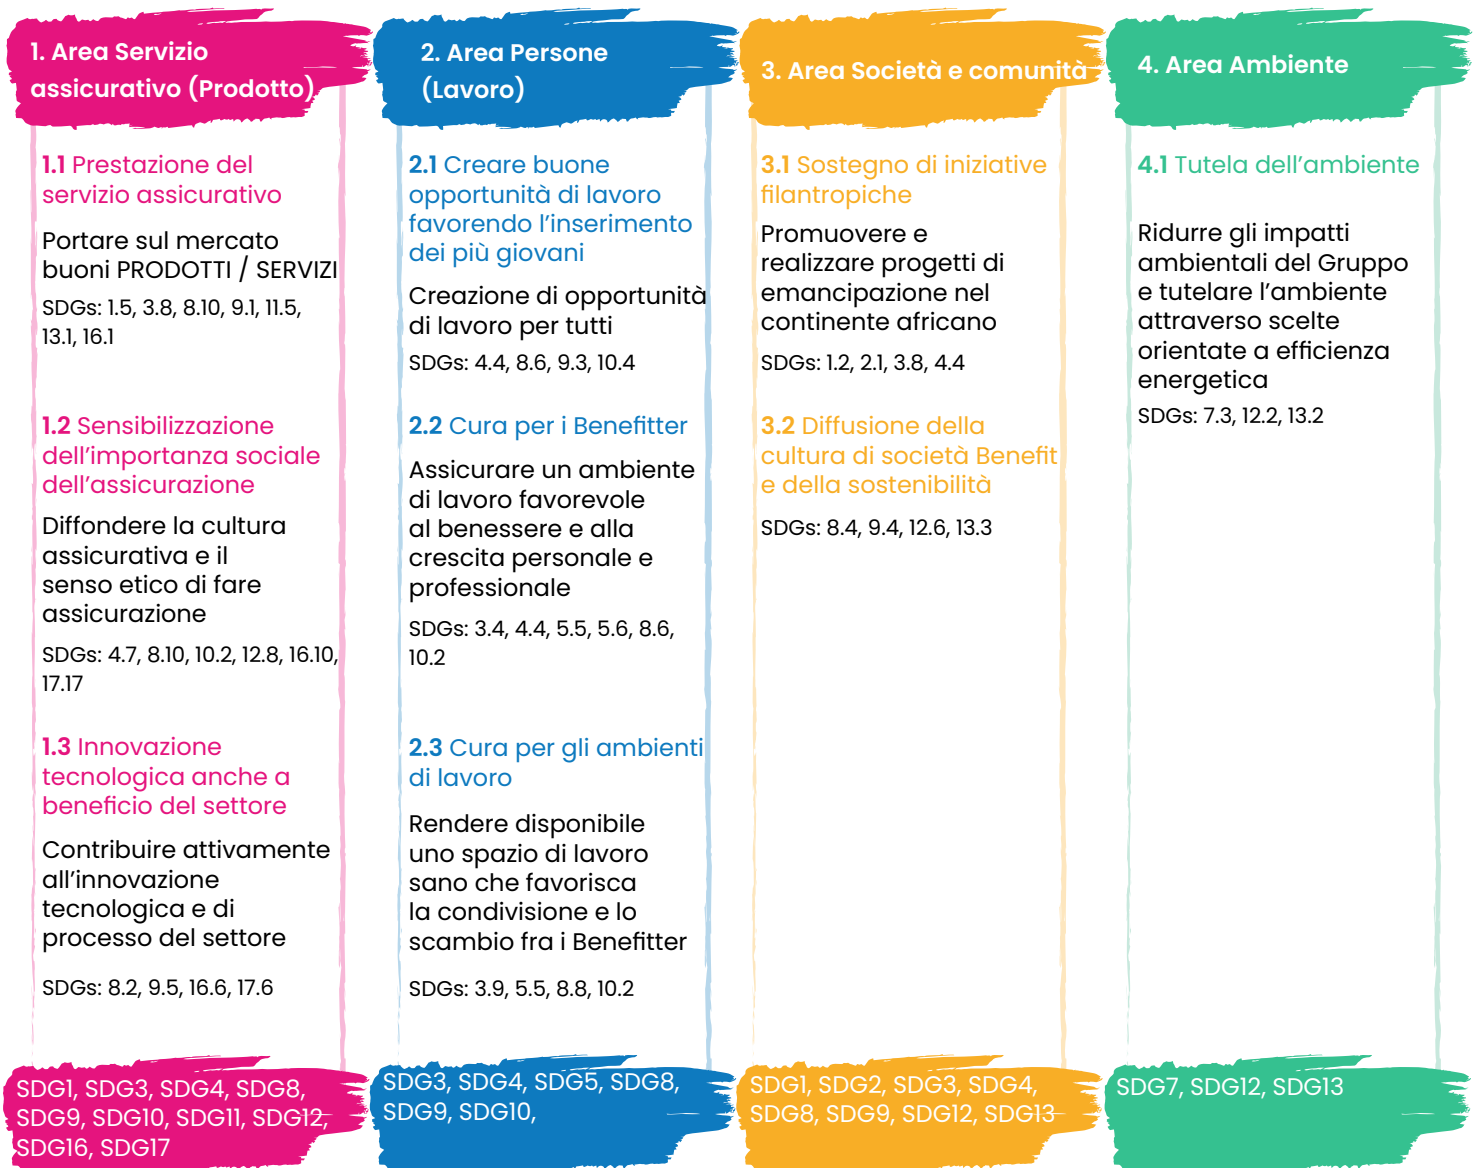 1. Area Servizio
assicurativo (Prodotto)
1.1 Prestazione del
servizio assicurativo
Portare sul mercato
buoni PRODOTTI / SERVIZI
SDGs: 1.5, 3.8, 8.10, 9.1, 11.5,
13.1, 16.1
1.2 Sensibilizzazione
dell'importanza sociale
dell'assicurazione
Diffondere la cultura
assicurativa e il
senso etico di fare
assicurazione
SDGs: 4.7, 8.10, 10.2, 12.8, 16.10,
17.17
1.3 Innovazione
tecnologica anche a
beneficio del settore
Contribuire attivamente
all'innovazione
tecnologica e di
processo del settore
SDGs: 8.2, 9.5, 16.6, 17.6
SDG1, SDG3, SDG4, SDG8,
SDG9, SDG10, SDG11, SDG12,
SDG16, SDG17
2. Area Persone
(Lavoro)
2.1 Creare buone
opportunità di lavoro
favorendo l'inserimento
dei più giovani
Creazione di opportunità
di lavoro per tutti
SDGs: 4.4, 8.6, 9.3, 10.4
2.2 Cura per i Benefitter
Assicurare un ambiente
di lavoro favorevole
al benessere e alla
crescita personale e
professionale
SDGs: 3.4, 4.4, 5.5, 5.6, 8.6,
10.2
2.3 Cura per gli ambienti
di lavoro
Rendere disponibile
uno spazio di lavoro
sano che favorisca
la condivisione e lo
scambio fra i Benefitter
SDGs: 3.9, 5.5, 8.8, 10.2
SDG3, SDG4, SDG5, SDG8,
SDG9, SDG10,
3. Area Società e comunità
3.1 Sostegno di iniziative
filantropiche
Promuovere e
realizzare progetti di
emancipazione nel
continente africano
SDGs: 1.2, 2.1, 3.8, 4.4
3.2 Diffusione della
cultura di società Benefit
e della sostenibilità
SDGs: 8.4, 9.4, 12.6, 13.3
SDG1, SDG2, SDG3, SDG4,
SDG8, SDG9, SDG12, SDG13
4. Area Ambiente
4.1 Tutela dell'ambiente
Ridurre gli impatti
ambientali del Gruppo
e tutelare l'ambiente
attraverso scelte
orientate a efficienza
energetica
SDGs: 7.3, 12.2, 13.2
SDG7, SDG12, SDG13